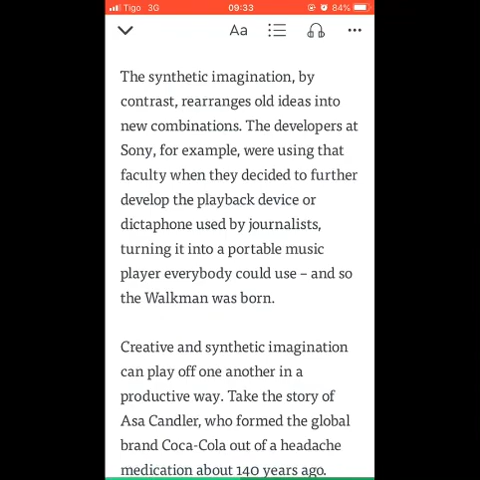 Tigo 3G 09:33 84%
Aa
The synthetic imagination, by
contrast, rearranges old ideas into
new combinations. The developers at
Sony, for example, were using that
faculty when they decided to further
develop the playback device or
dictaphone used by journalists,
turning it into a portable music
player everybody could use – and so
the Walkman was born.
Creative and synthetic imagination
can play off one another in a
productive way. Take the story of
Asa Candler, who formed the global
brand Coca-Cola out of a headache
medication about 140 years ago.